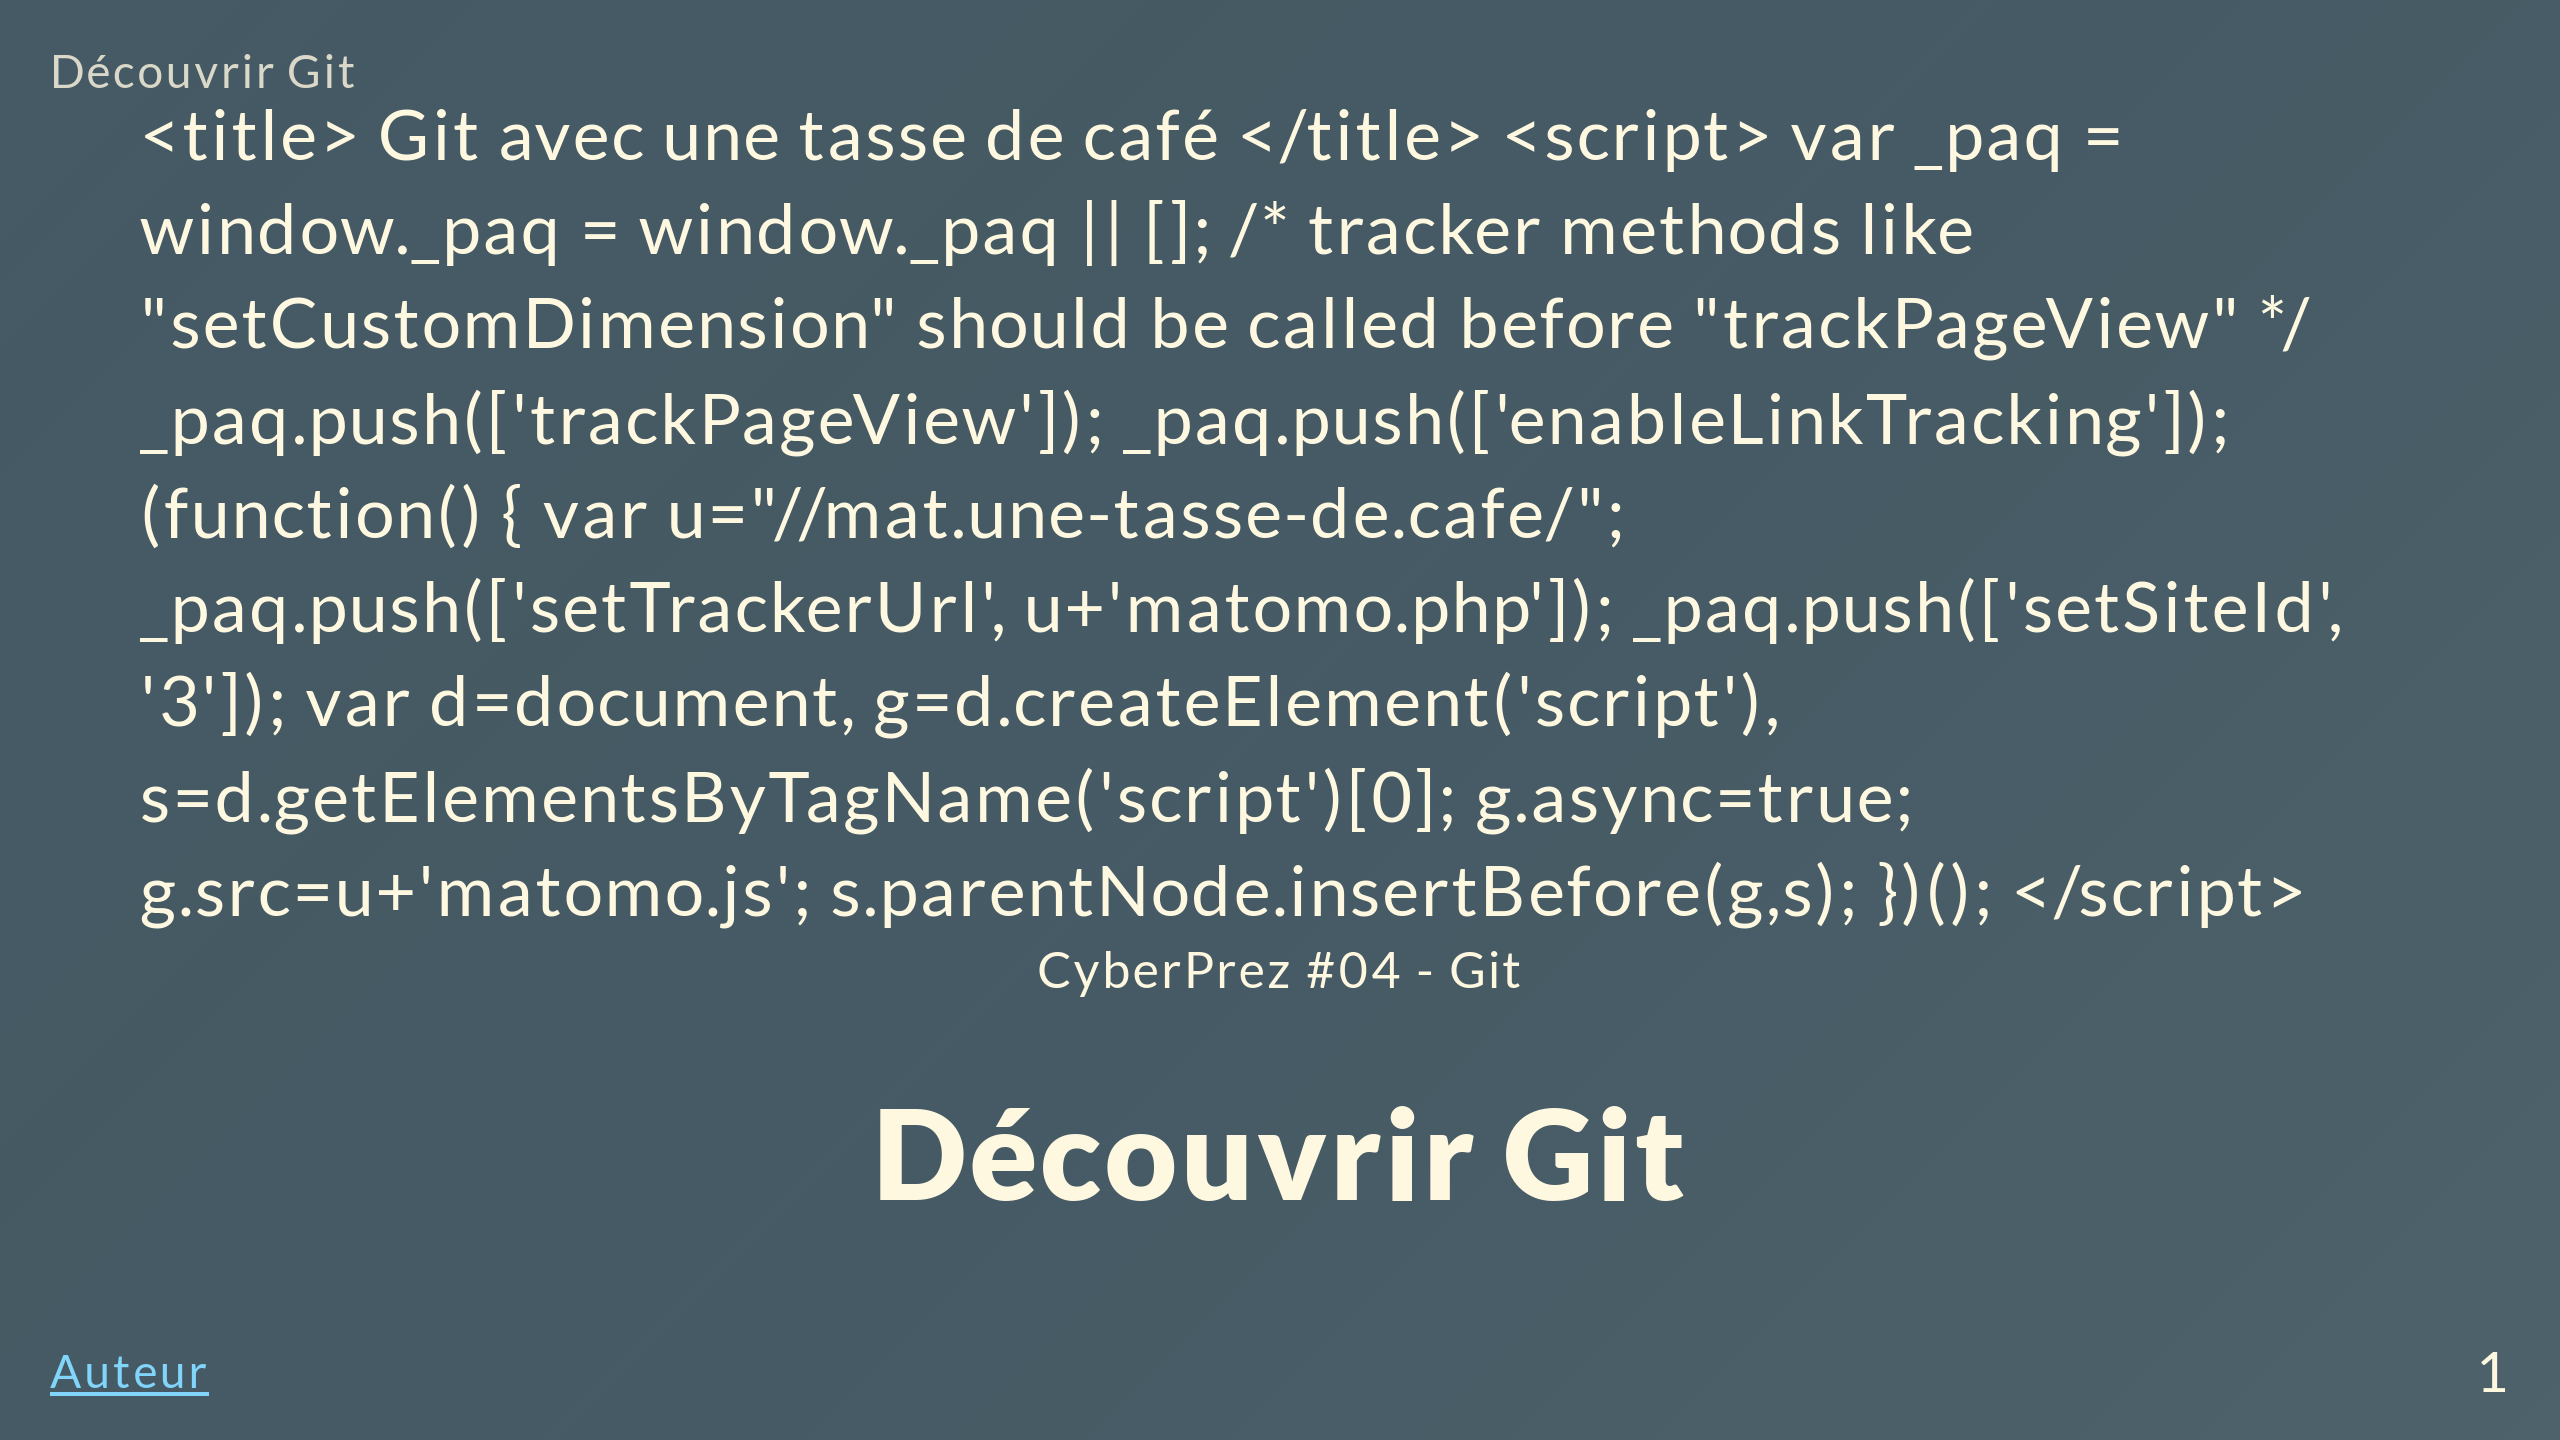 Découvrir Git
<title> Git avec une tasse de café </title> <script> var _paq =
window._paq = window._paq || []; /* tracker methods like
"setCustomDimension" should be called before "trackPageView" */
_paq.push(['trackPageView']); _paq.push(['enableLinkTracking']);
(function() { var u="//mat.une-tasse-de.cafe/";
_paq.push(['setTrackerUrl', u+'matomo.php']); _paq.push(['setSiteId',
'3']); var d=document, g=d.createElement('script'),
s=d.getElementsByTagName('script')[0]; g.async=true;
g.src=u+'matomo.js'; s.parentNode.insertBefore(g,s); })(); </script>
CyberPrez #04 - Git
Découvrir Git
Auteur
1